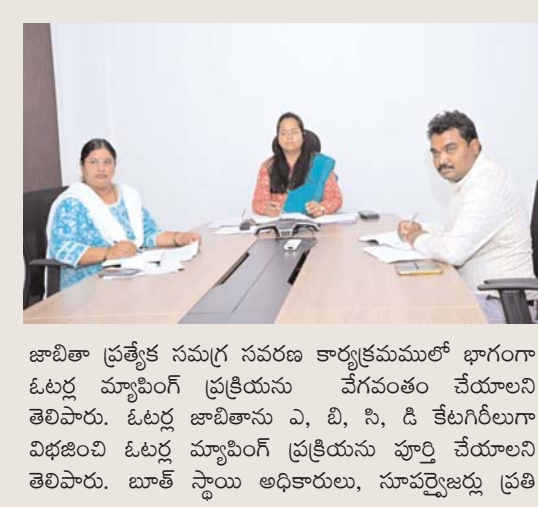 జాబితా ప్రత్యేక సమగ్ర సవరణ కార్యక్రమములో భాగంగా
ఓటర్ల మ్యాపింగ్ ప్రక్రియను వేగవంతం చేయాలని
తెలిపారు. ఓటర్ల జాబితాను ఎ, బి, సి, డి కేటగిరీలుగా
విభజించి ఓటర్ల మ్యాపింగ్ ప్రక్రియను పూర్తి చేయాలని
తెలిపారు. బూత్ స్థాయి అధికారులు, సూపర్వైజర్లు ప్రతి